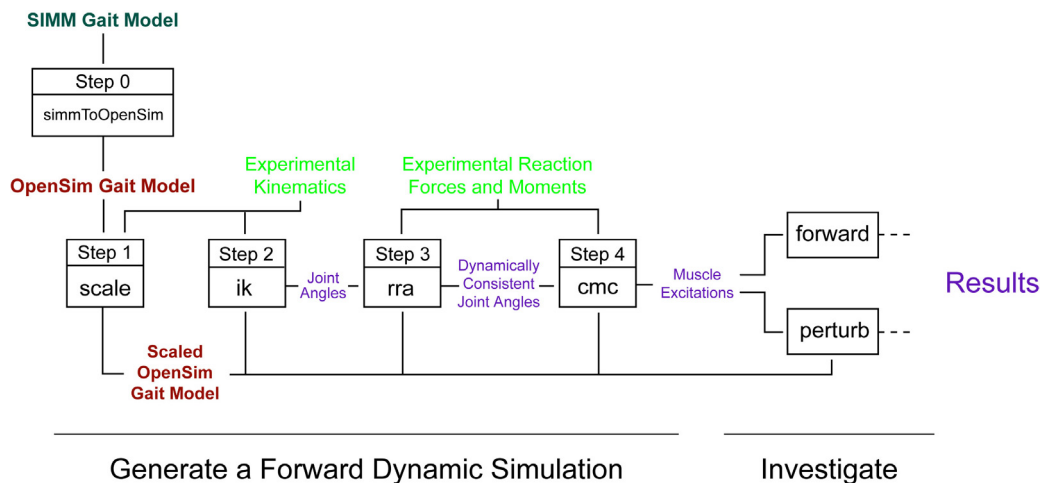 SIMM Gait Model
Step 0
simmToOpenSim
OpenSim Gait Model
Experimental
Kinematics
Experimental Reaction
Forces and Moments
Step 1
scale
Step 2
ik
Joint
Angles
Step 3
rra
Dynamically
Consistent
Joint Angles
Step 4
cmc
Muscle
Excitations
forward
perturb
Results
Scaled
OpenSim
Gait Model
Generate a Forward Dynamic Simulation
Investigate